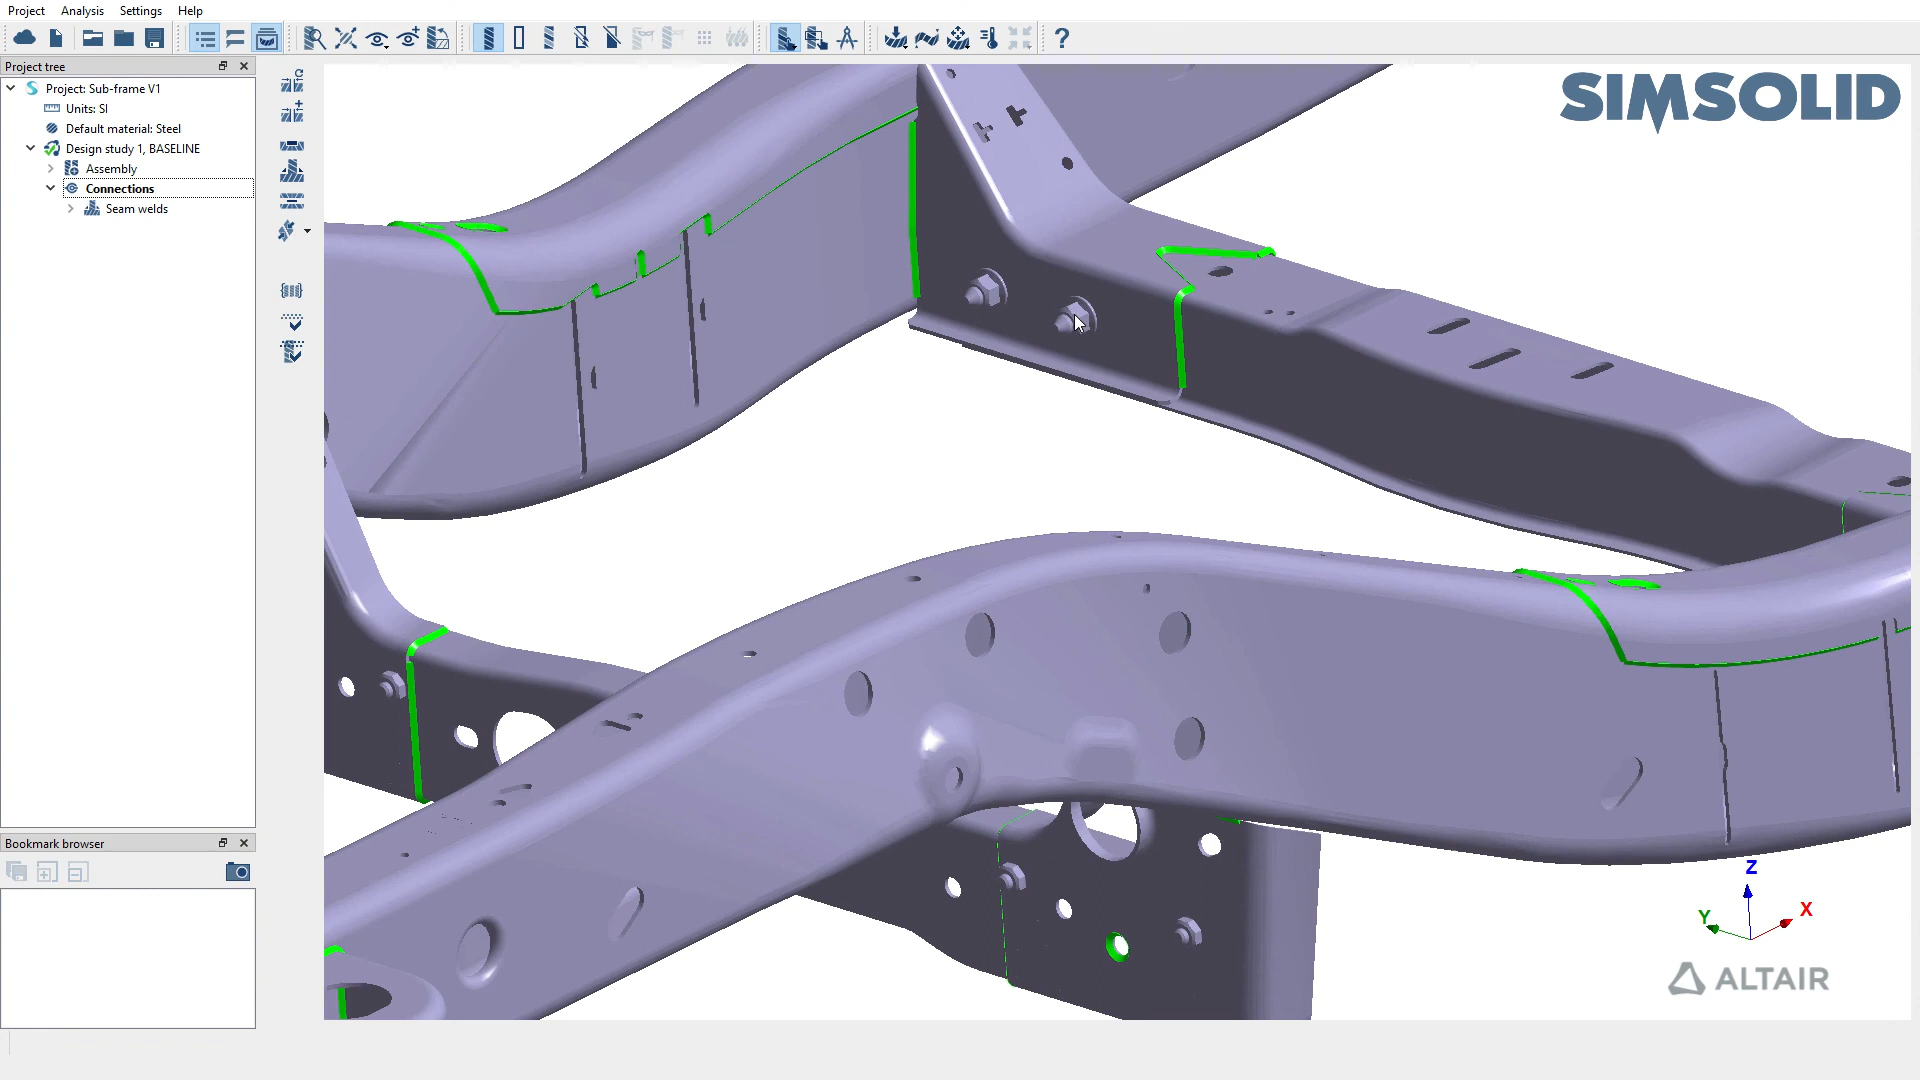 Project Analysis Settings Help
Project tree
Project: Sub-frame V1
Units: SI
Default material: Steel
Design study 1, BASELINE
Assembly
Connections
Seam welds
Bookmark browser
SIMSOLID
Z
Y
X
ALTAIR